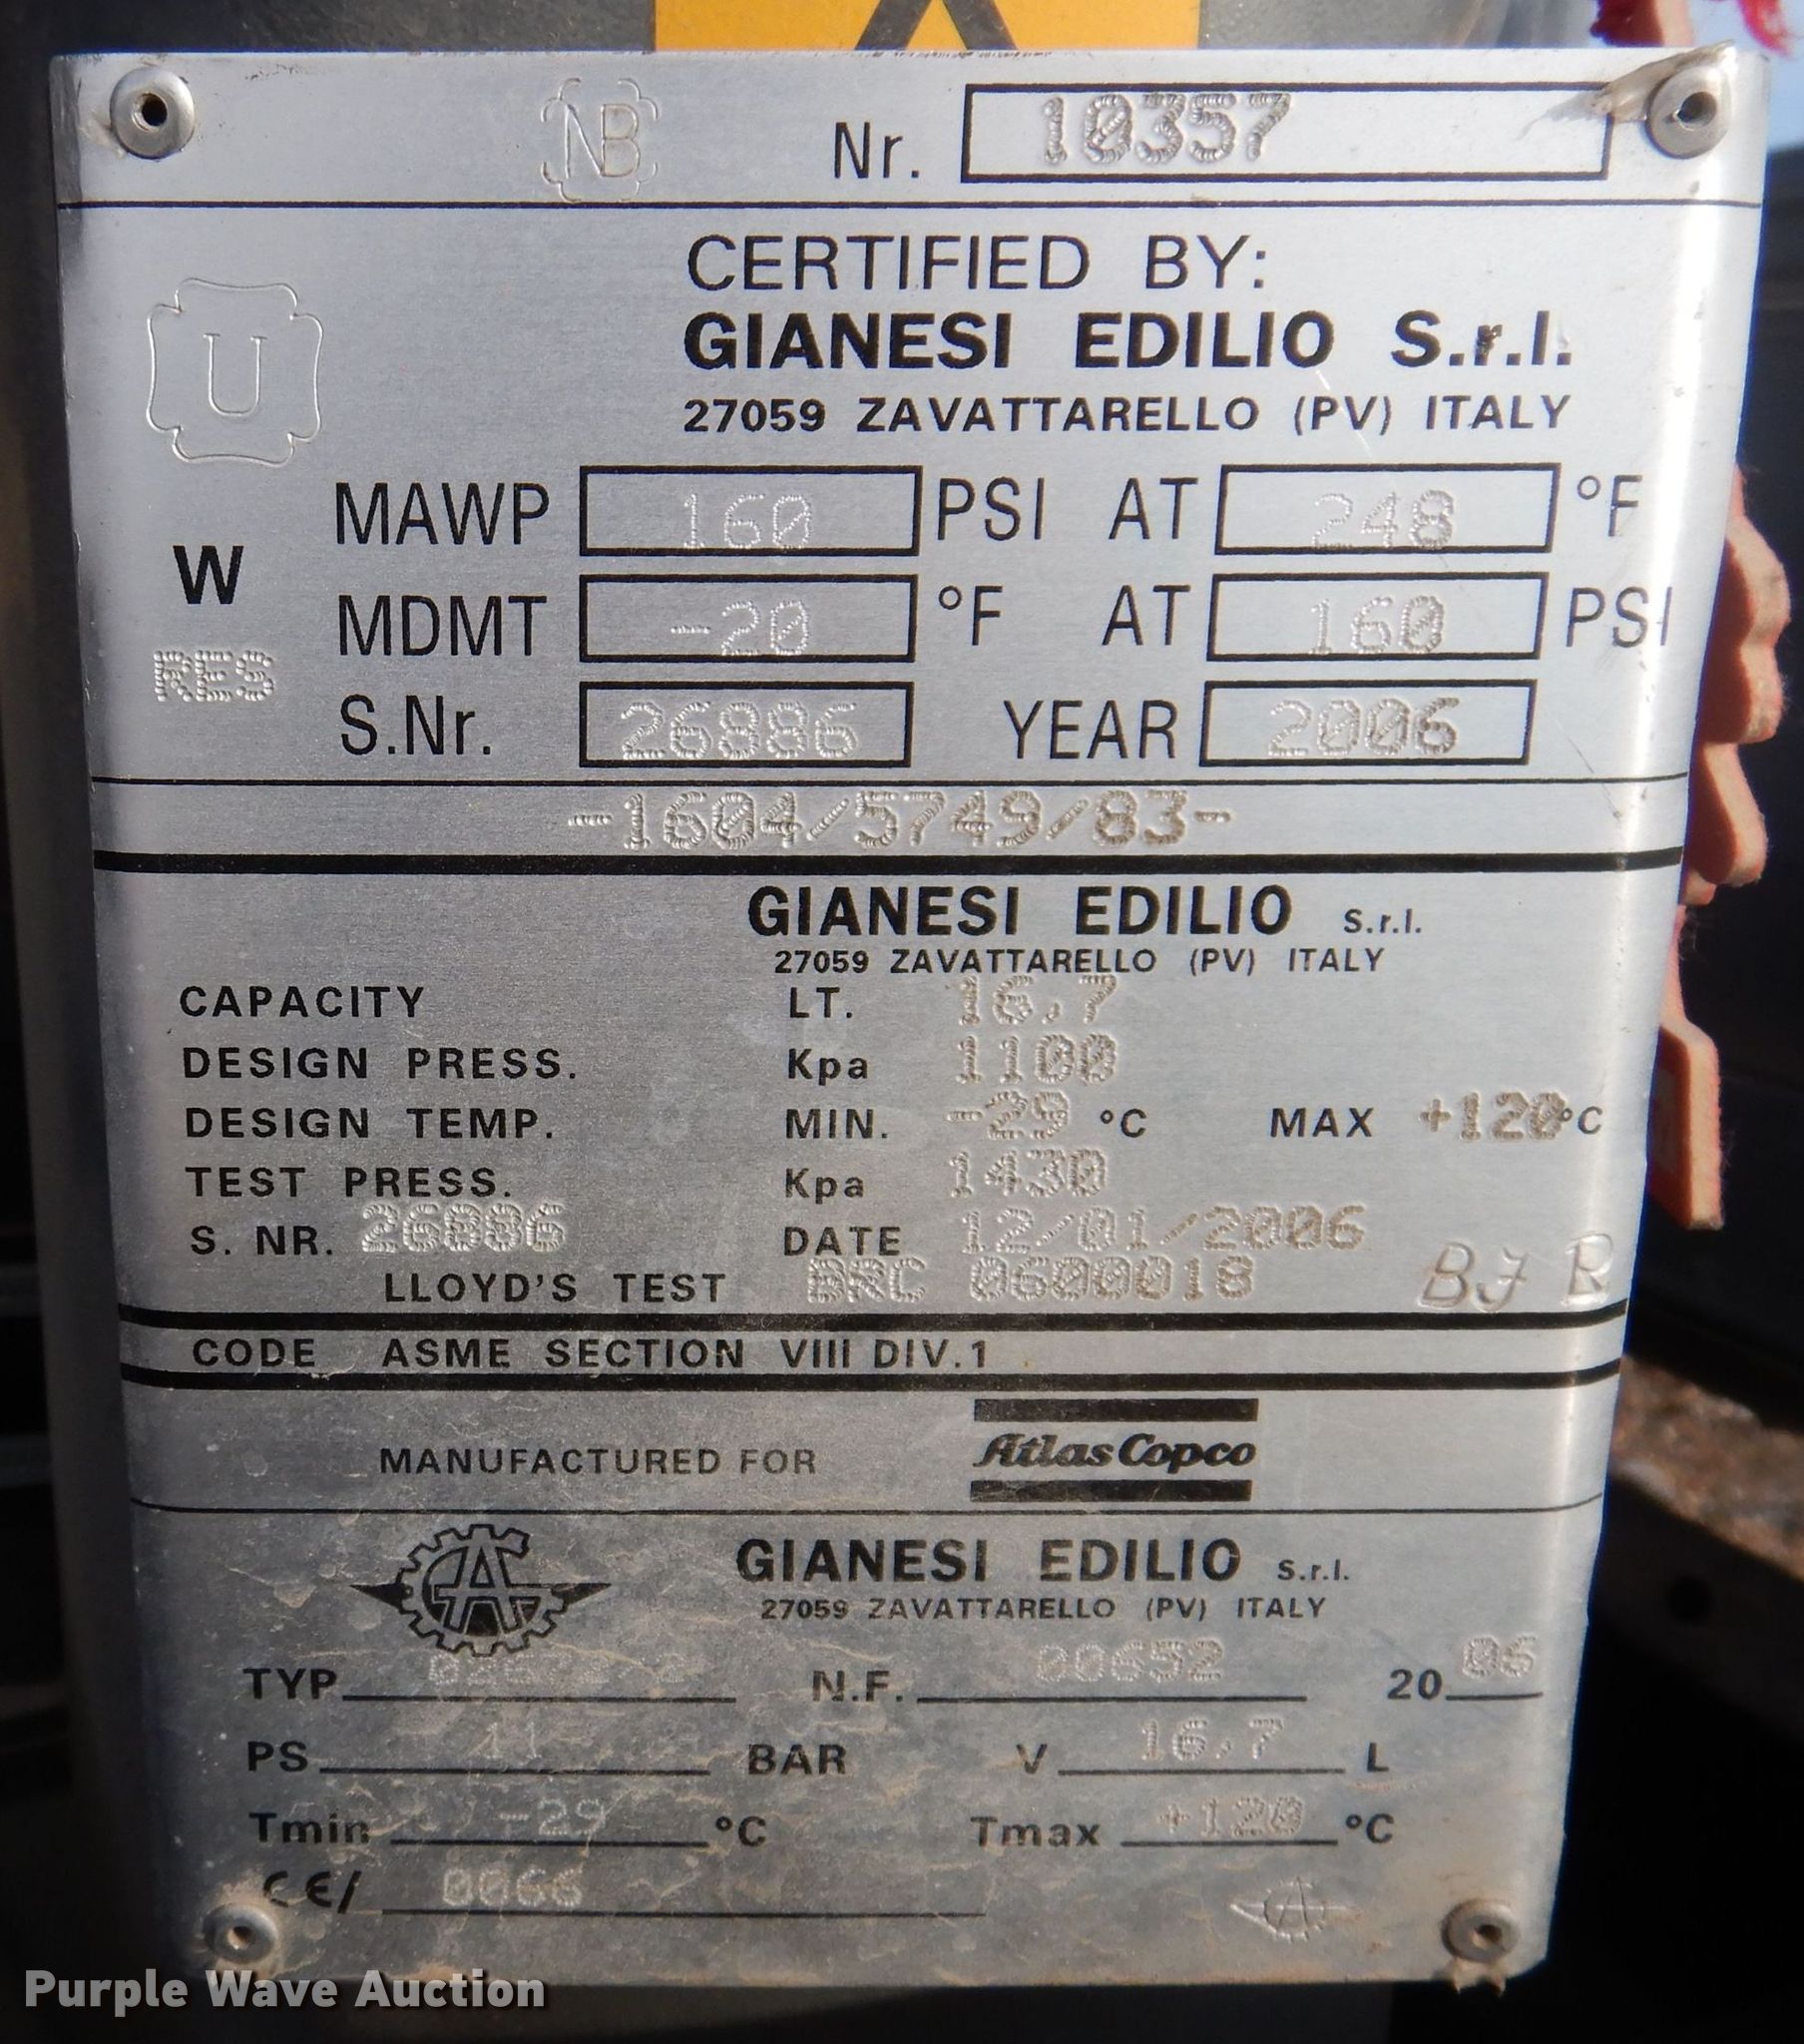 NB Nr. 10357
U
CERTIFIED BY:
GIANESI EDILIO S.r.l.
27059 ZAVATTARELLO (PV) ITALY
W
RES
MAWP 160 PSI AT 248 °F
MDMT -20 °F AT 160 PSI
S.Nr. 26886 YEAR 2006
-1604/5749/83-
GIANESI EDILIO S.r.l.
27059 ZAVATTARELLO (PV) ITALY
CAPACITY LT. 16,7
DESIGN PRESS. Kpa 1100
DESIGN TEMP. MIN. -29 °C MAX +120°C
TEST PRESS. Kpa 1430
S. NR. 26886 DATE 12/01/2006
LLOYD'S TEST BRC 0600018
CODE ASME SECTION VIII DIV.1
MANUFACTURED FOR Atlas Copco
GIANESI EDILIO S.r.l.
27059 ZAVATTARELLO (PV) ITALY
TYP N.F. 00652 2006
PS 11 BAR V 16,7 L
Tmin -29 °C Tmax +120 °C
CE/ 0066
Purple Wave Auction